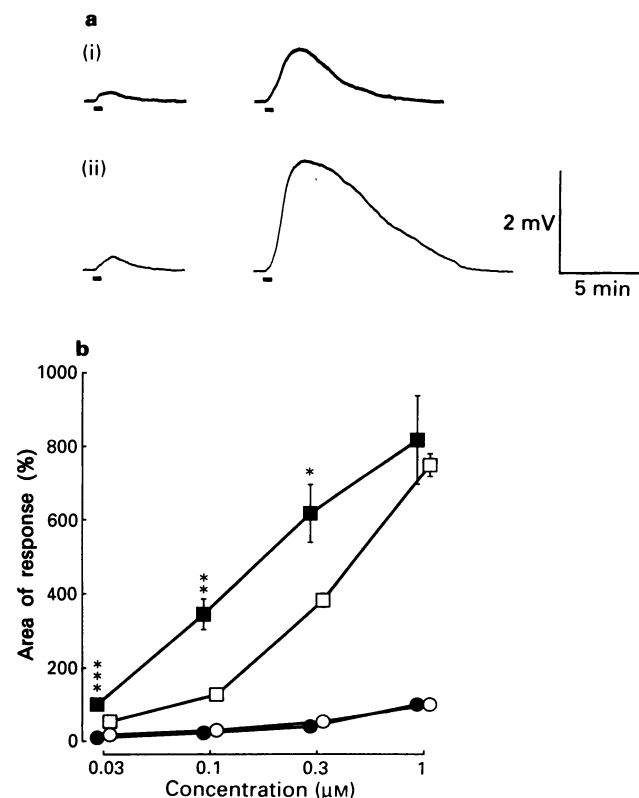 a
(i)
(ii)
2 mV
5 min
b
1000
800
600
400
200
0
Area of response (%)
***
**
*
0.03
0.1
0.3
1
Concentration (μM)